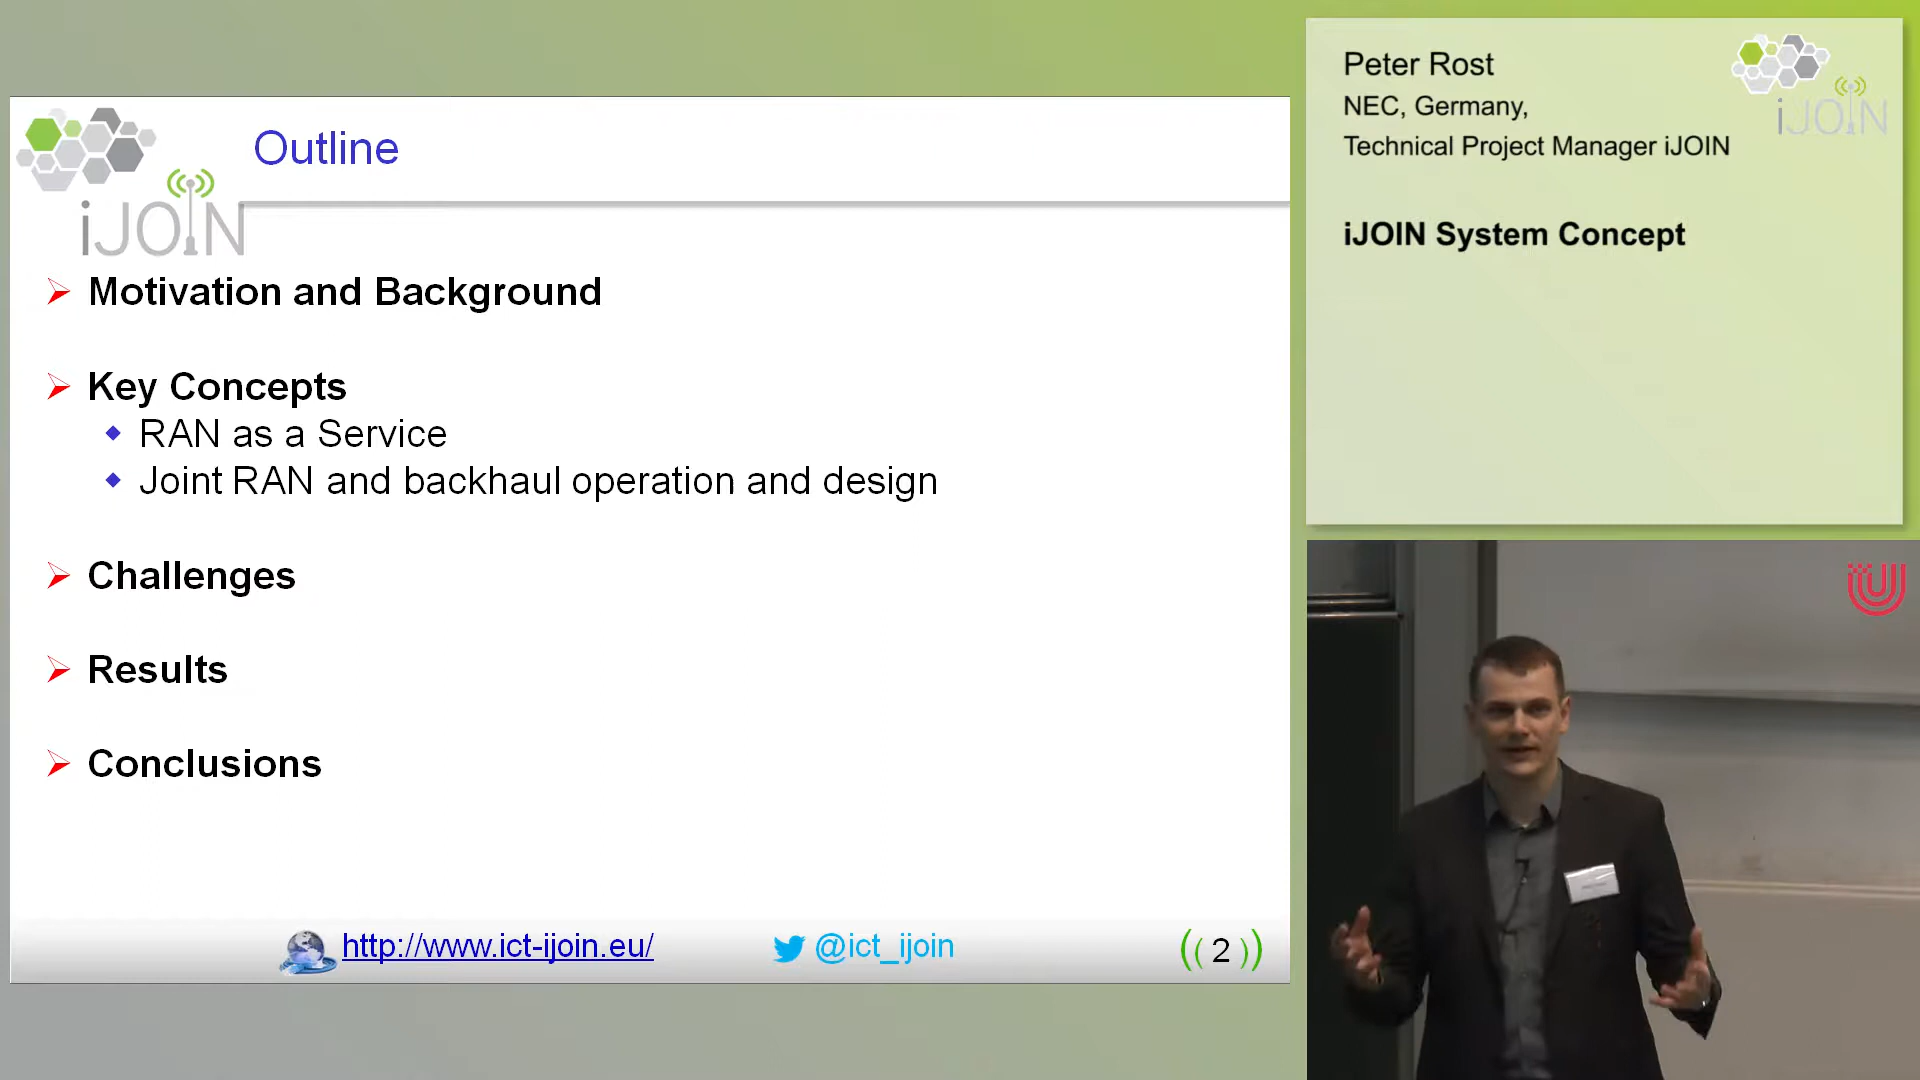 iJOIN
Outline
Motivation and Background
Key Concepts
RAN as a Service
Joint RAN and backhaul operation and design
Challenges
Results
Conclusions
http://www.ict-ijoin.eu/
@ict_ijoin
((2))
Peter Rost
NEC, Germany,
Technical Project Manager iJOIN
iJOIN
iJOIN System Concept